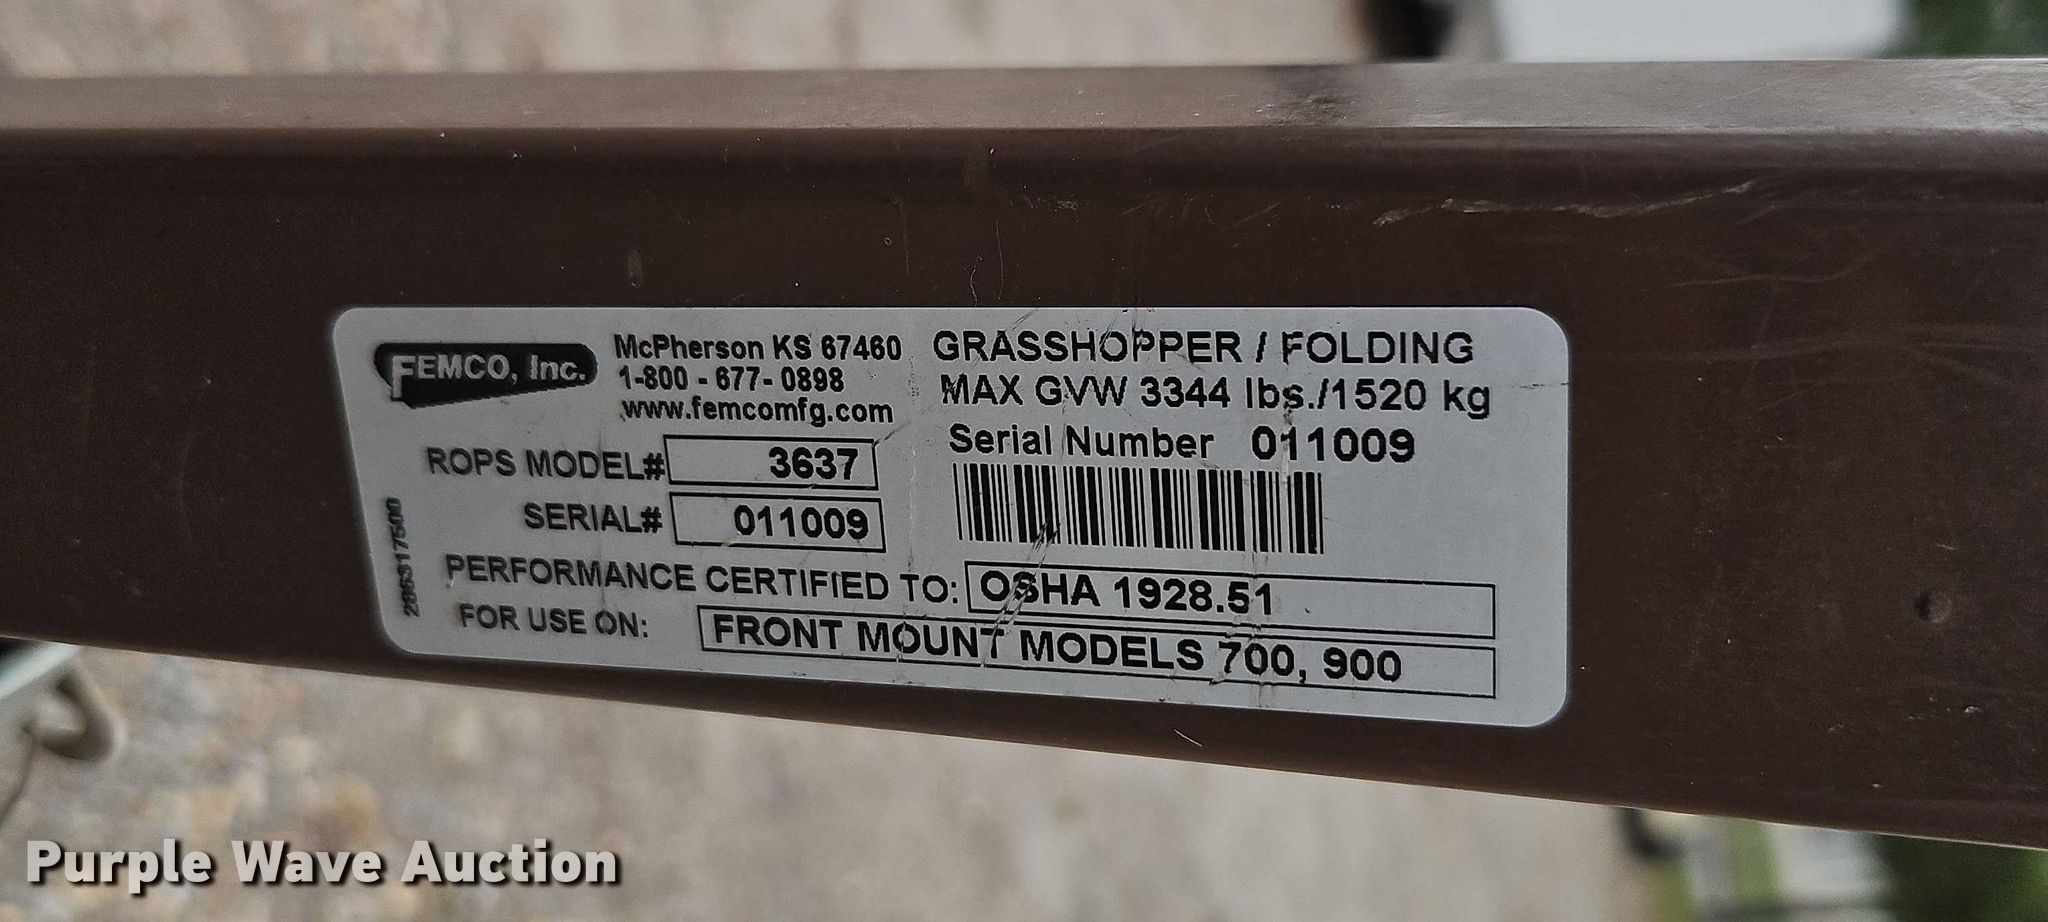 FEMCO, Inc.
McPherson KS 67460
1-800 - 677- 0898
www.femcomfg.com
ROPS MODEL# 3637
SERIAL# 011009
GRASSHOPPER / FOLDING
MAX GVW 3344 lbs./1520 kg
Serial Number 011009
PERFORMANCE CERTIFIED TO: OSHA 1928.51
FOR USE ON: FRONT MOUNT MODELS 700, 900
Purple Wave Auction